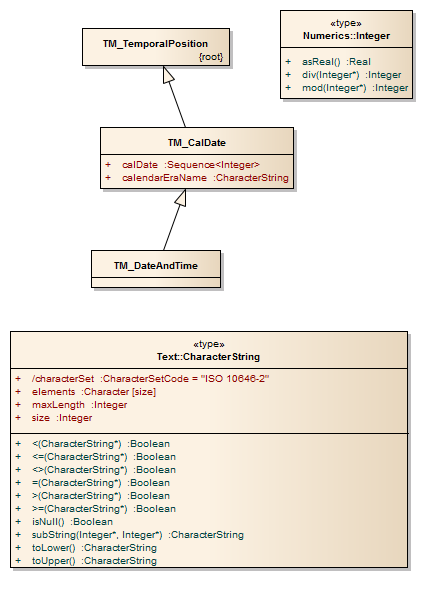 TM_TemporalPosition
{root}
«type»
Numerics::Integer
+ asReal() :Real
+ div(Integer*) :Integer
+ mod(Integer*) :Integer
TM_CalDate
+ calDate :Sequence<Integer>
+ calendarEraName :CharacterString
TM_DateAndTime
«type»
Text::CharacterString
+ /characterSet :CharacterSetCode = "ISO 10646-2"
+ elements :Character [size]
+ maxLength :Integer
+ size :Integer
+ <(CharacterString*) :Boolean
+ <=(CharacterString*) :Boolean
+ <>(CharacterString*) :Boolean
+ =(CharacterString*) :Boolean
+ >(CharacterString*) :Boolean
+ >=(CharacterString*) :Boolean
+ isNull() :Boolean
+ subString(Integer*, Integer*) :CharacterString
+ toLower() :CharacterString
+ toUpper() :CharacterString